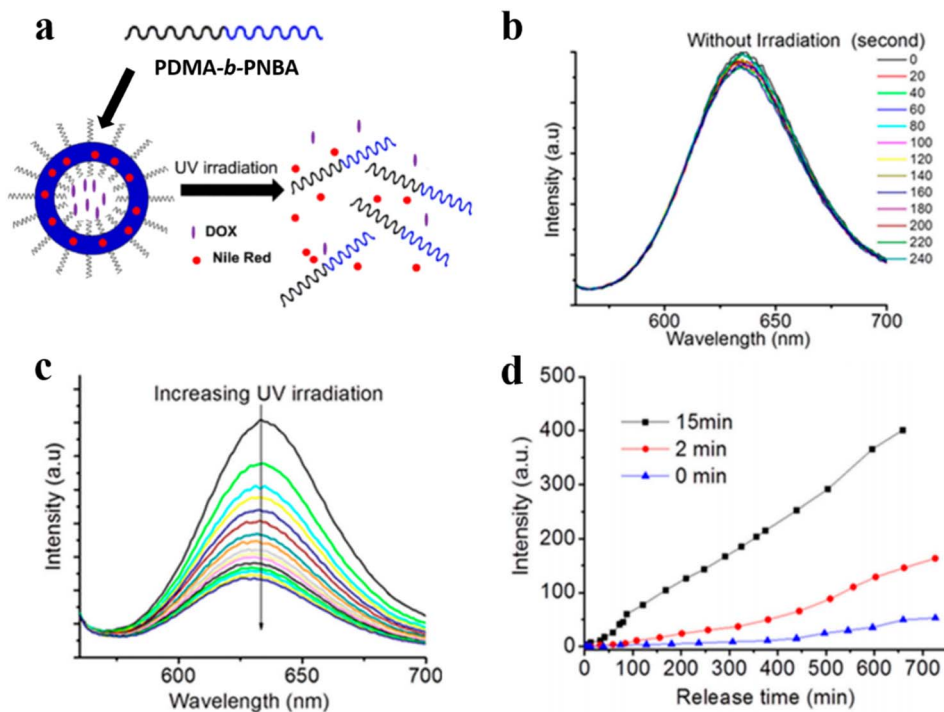 a
PDMA-b-PNBA
UV irradiation
DOX
Nile Red
b
Without Irradiation (second)
0
20
40
60
80
100
120
140
160
180
200
220
240
Intensity (a.u)
600
650
700
Wavelength (nm)
c
Increasing UV irradiation
Intensity (a.u)
600
650
700
Wavelength (nm)
d
500
400
300
200
100
0
15min
2 min
0 min
Intensity (a.u.)
0 100 200 300 400 500 600 700
Release time (min)